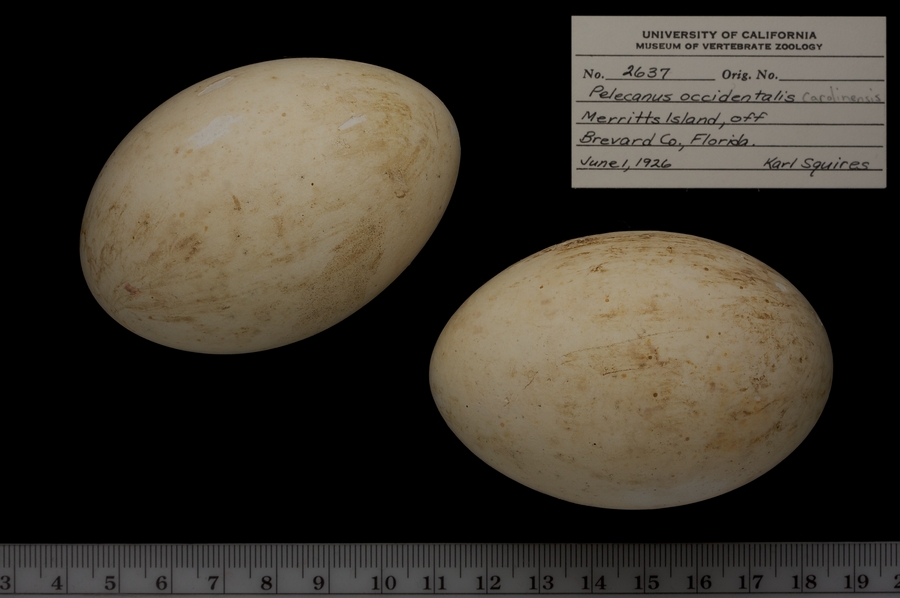 UNIVERSITY OF CALIFORNIA
MUSEUM OF VERTEBRATE ZOOLOGY
No. 2637 Orig. No.
Pelecanus occidentalis carolinensis
Merritts Island, off
Brevard Co., Florida.
June 1, 1926 Karl Squires
3 4 5 6 7 8 9 10 11 12 13 14 15 16 17 18 19 2